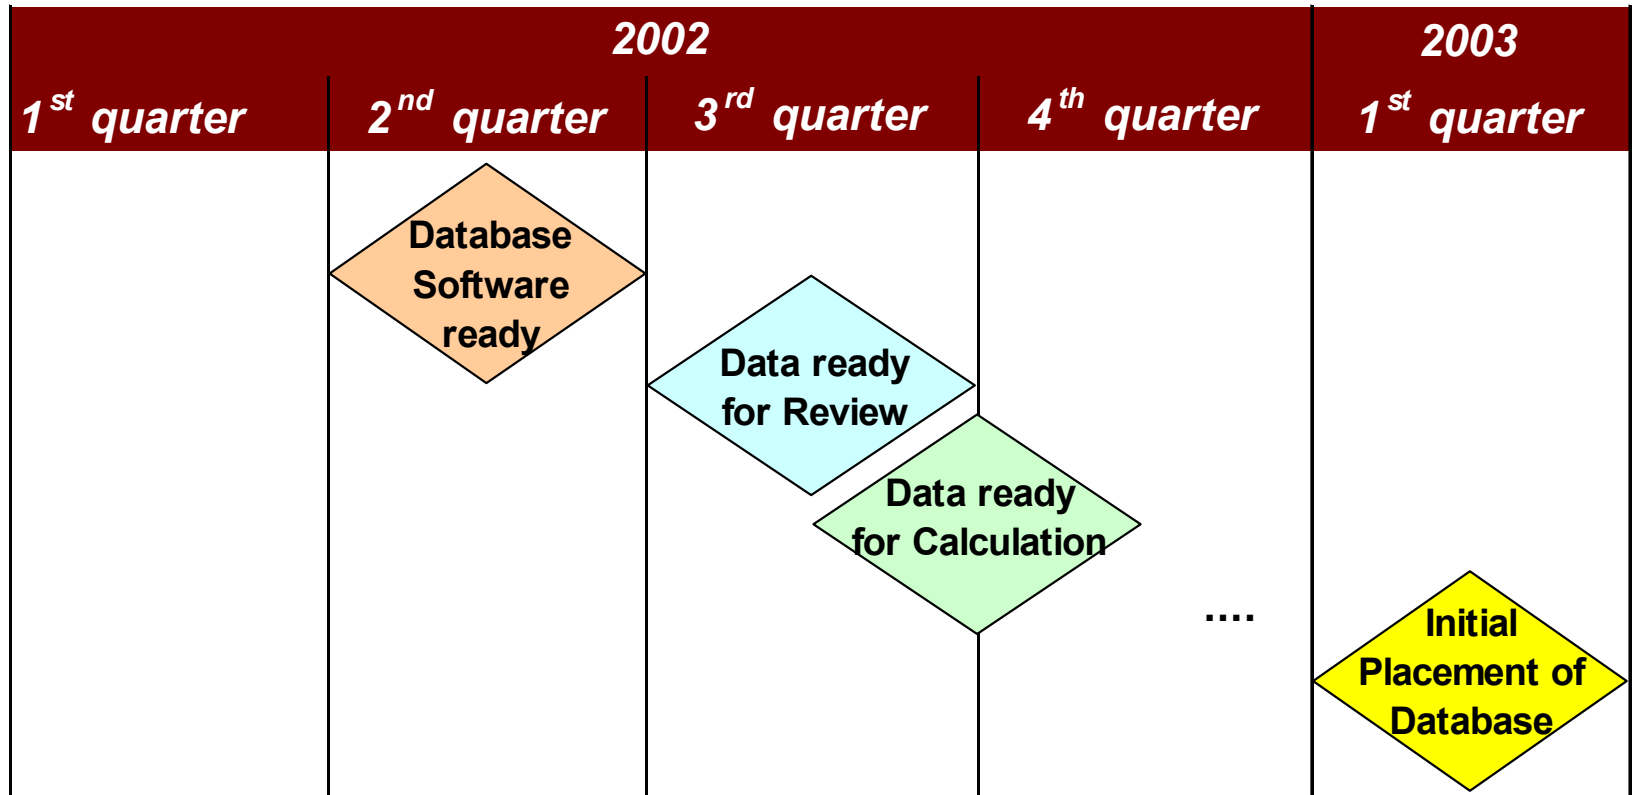 2002
2003
1st quarter
2nd quarter
3rd quarter
4th quarter
1st quarter
Database
Software
ready
Data ready
for Review
Data ready
for Calculation
....
Initial
Placement of
Database